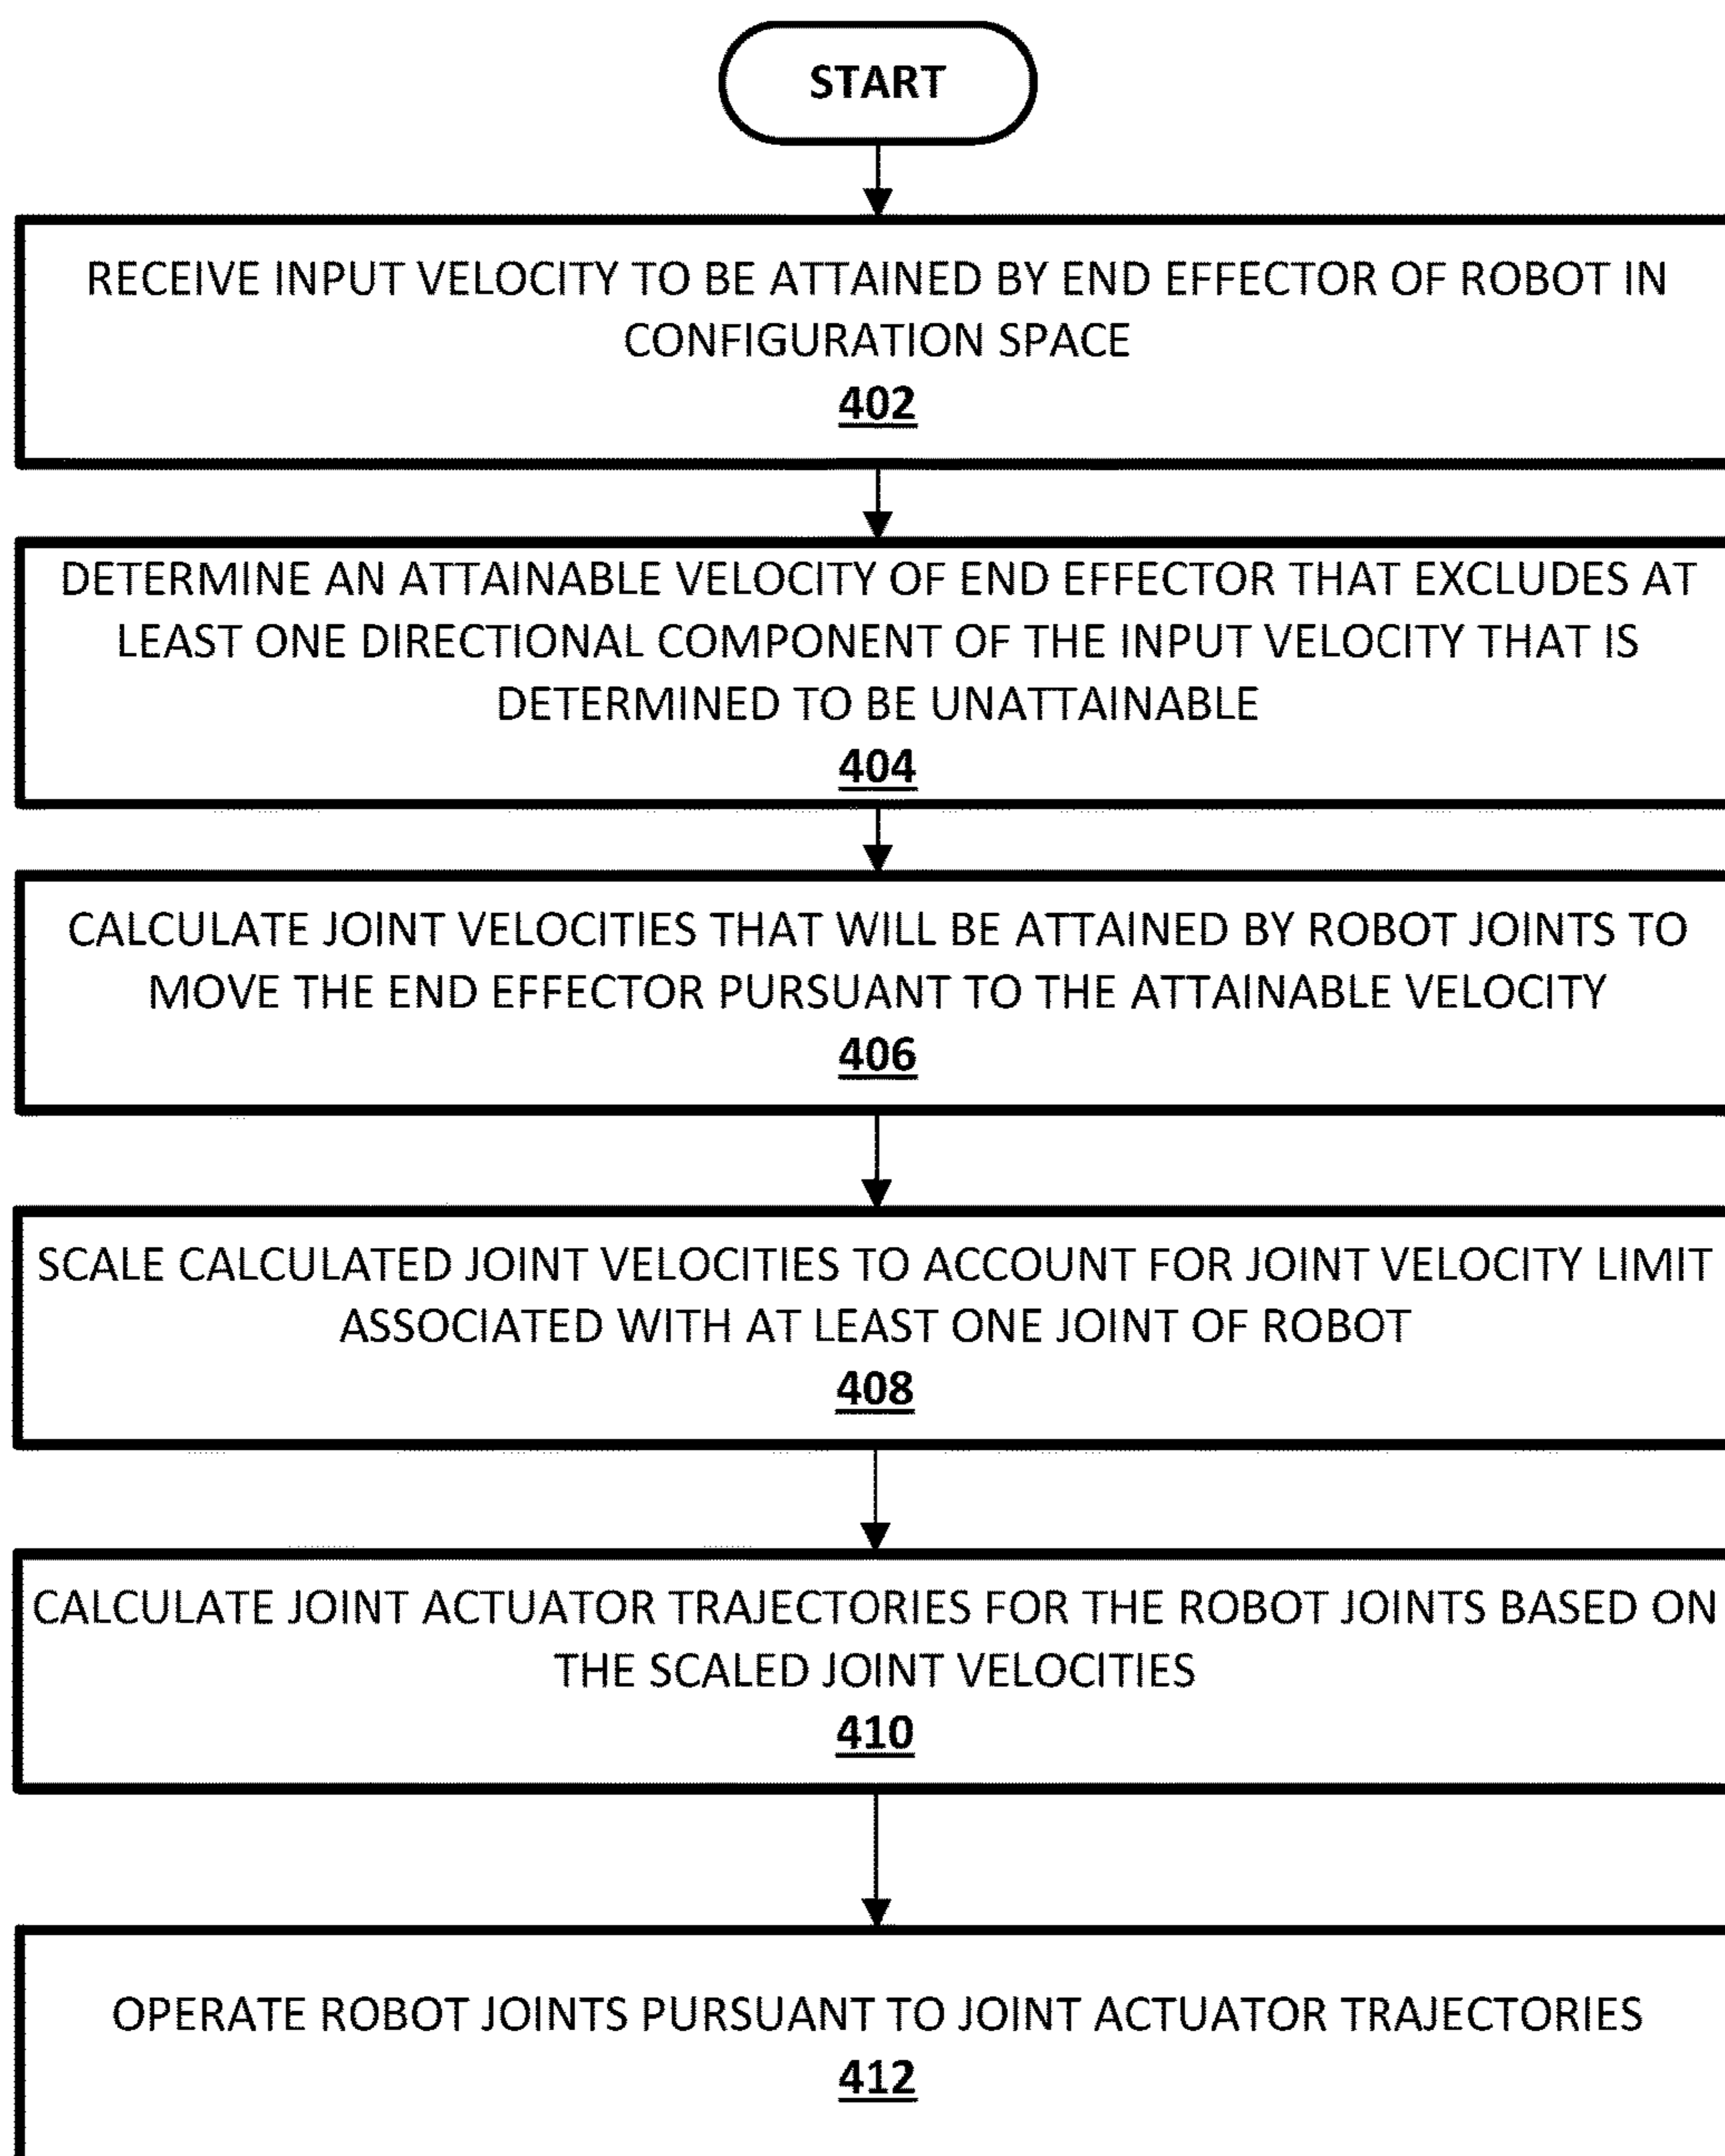 START
RECEIVE INPUT VELOCITY TO BE ATTAINED BY END EFFECTOR OF ROBOT IN
CONFIGURATION SPACE
402
DETERMINE AN ATTAINABLE VELOCITY OF END EFFECTOR THAT EXCLUDES AT
LEAST ONE DIRECTIONAL COMPONENT OF THE INPUT VELOCITY THAT IS
DETERMINED TO BE UNATTAINABLE
404
CALCULATE JOINT VELOCITIES THAT WILL BE ATTAINED BY ROBOT JOINTS TO
MOVE THE END EFFECTOR PURSUANT TO THE ATTAINABLE VELOCITY
406
SCALE CALCULATED JOINT VELOCITIES TO ACCOUNT FOR JOINT VELOCITY LIMIT
ASSOCIATED WITH AT LEAST ONE JOINT OF ROBOT
408
CALCULATE JOINT ACTUATOR TRAJECTORIES FOR THE ROBOT JOINTS BASED ON
THE SCALED JOINT VELOCITIES
410
OPERATE ROBOT JOINTS PURSUANT TO JOINT ACTUATOR TRAJECTORIES
412